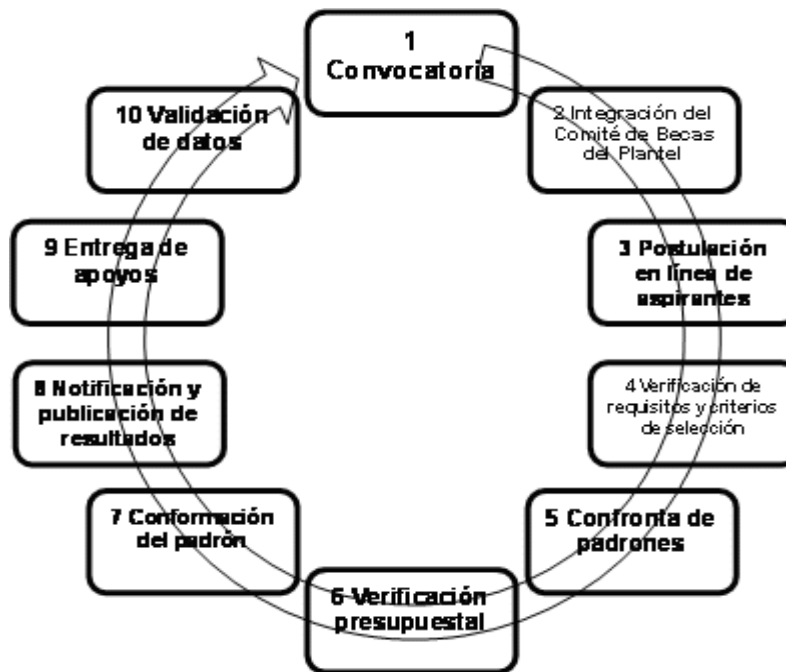 1
Convocatoria
2 Integración del
Comité de Becas
del Plantel
3 Postulación
en línea de
aspirantes
4 Verificación de
requisitos y criterios
de selección
5 Confronta de
padrones
6 Verificación
presupuestal
7 Conformación
del padrón
8 Notificación y
publicación de
resultados
9 Entrega de
apoyos
10 Validación
de datos